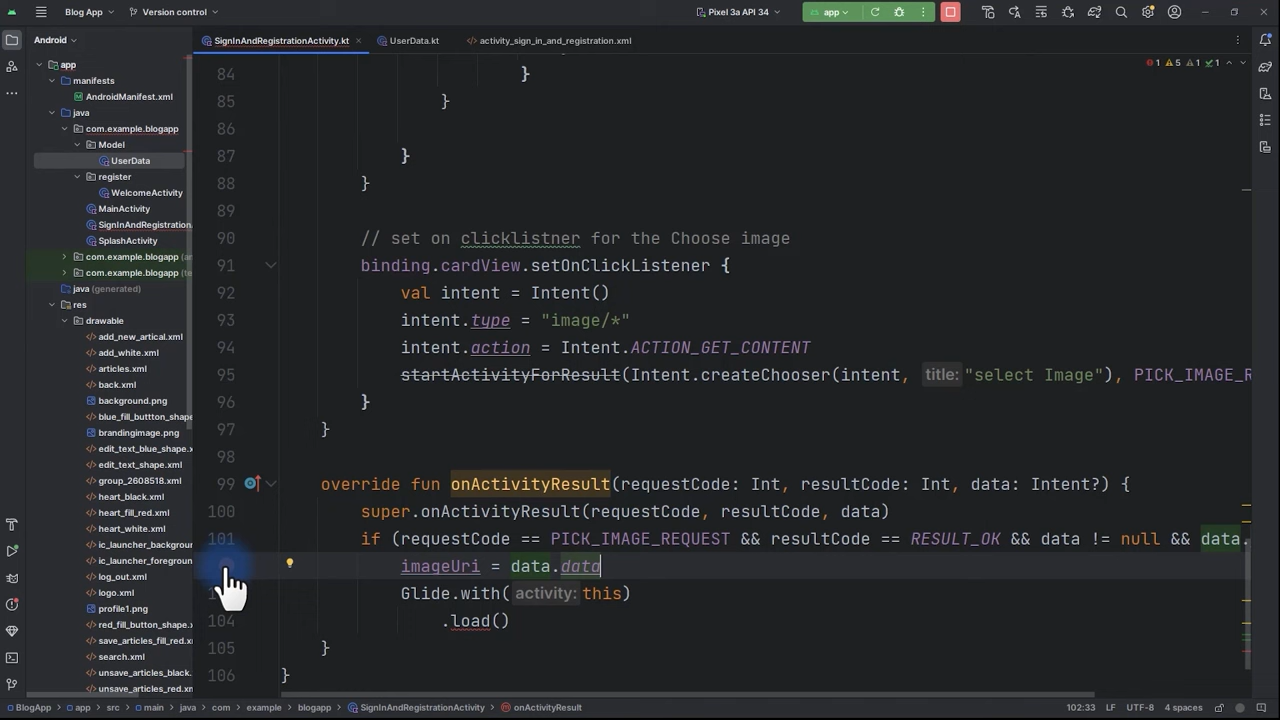 Blog App
Version control
Pixel 3a API 34
app
Android
SignInAndRegistrationActivity.kt
UserData.kt
activity_sign_in_and_registration.xml
app
manifests
AndroidManifest.xml
java
com.example.blogapp
Model
UserData
register
WelcomeActivity
MainActivity
SignInAndRegistration
SplashActivity
com.example.blogapp (an
com.example.blogapp (te
java (generated)
res
drawable
add_new_artical.xml
add_white.xml
articles.xml
back.xml
background.png
blue_fill_buttton_shape
brandingimage.png
edit_text_blue_shape.x
edit_text_shape.xml
group_2608518.xml
heart_black.xml
heart_fill_red.xml
heart_white.xml
ic_launcher_backgroun
ic_launcher_foregroun
log_out.xml
logo.xml
profile1.png
red_fill_button_shape.
save_articles_fill_red.x
search.xml
unsave_articles_black.
unsave_articles_red.xm
1 5 1 1
84 }
85 }
86
87 }
88 }
89
90 // set on clicklistner for the Choose image
91 binding.cardView.setOnClickListener {
92 val intent = Intent()
93 intent.type = "image/*"
94 intent.action = Intent.ACTION_GET_CONTENT
95 startActivityForResult(Intent.createChooser(intent, title: "select Image"), PICK_IMAGE_R
96 }
97 }
98
99 override fun onActivityResult(requestCode: Int, resultCode: Int, data: Intent?) {
100 super.onActivityResult(requestCode, resultCode, data)
101 if (requestCode == PICK_IMAGE_REQUEST && resultCode == RESULT_OK && data != null && data.
imageUri = data.data
Glide.with( activity: this)
104 .load()
105 }
106 }
BlogApp app src main java com example blogapp SignInAndRegistrationActivity onActivityResult
102:33 LF UTF-8 4 spaces